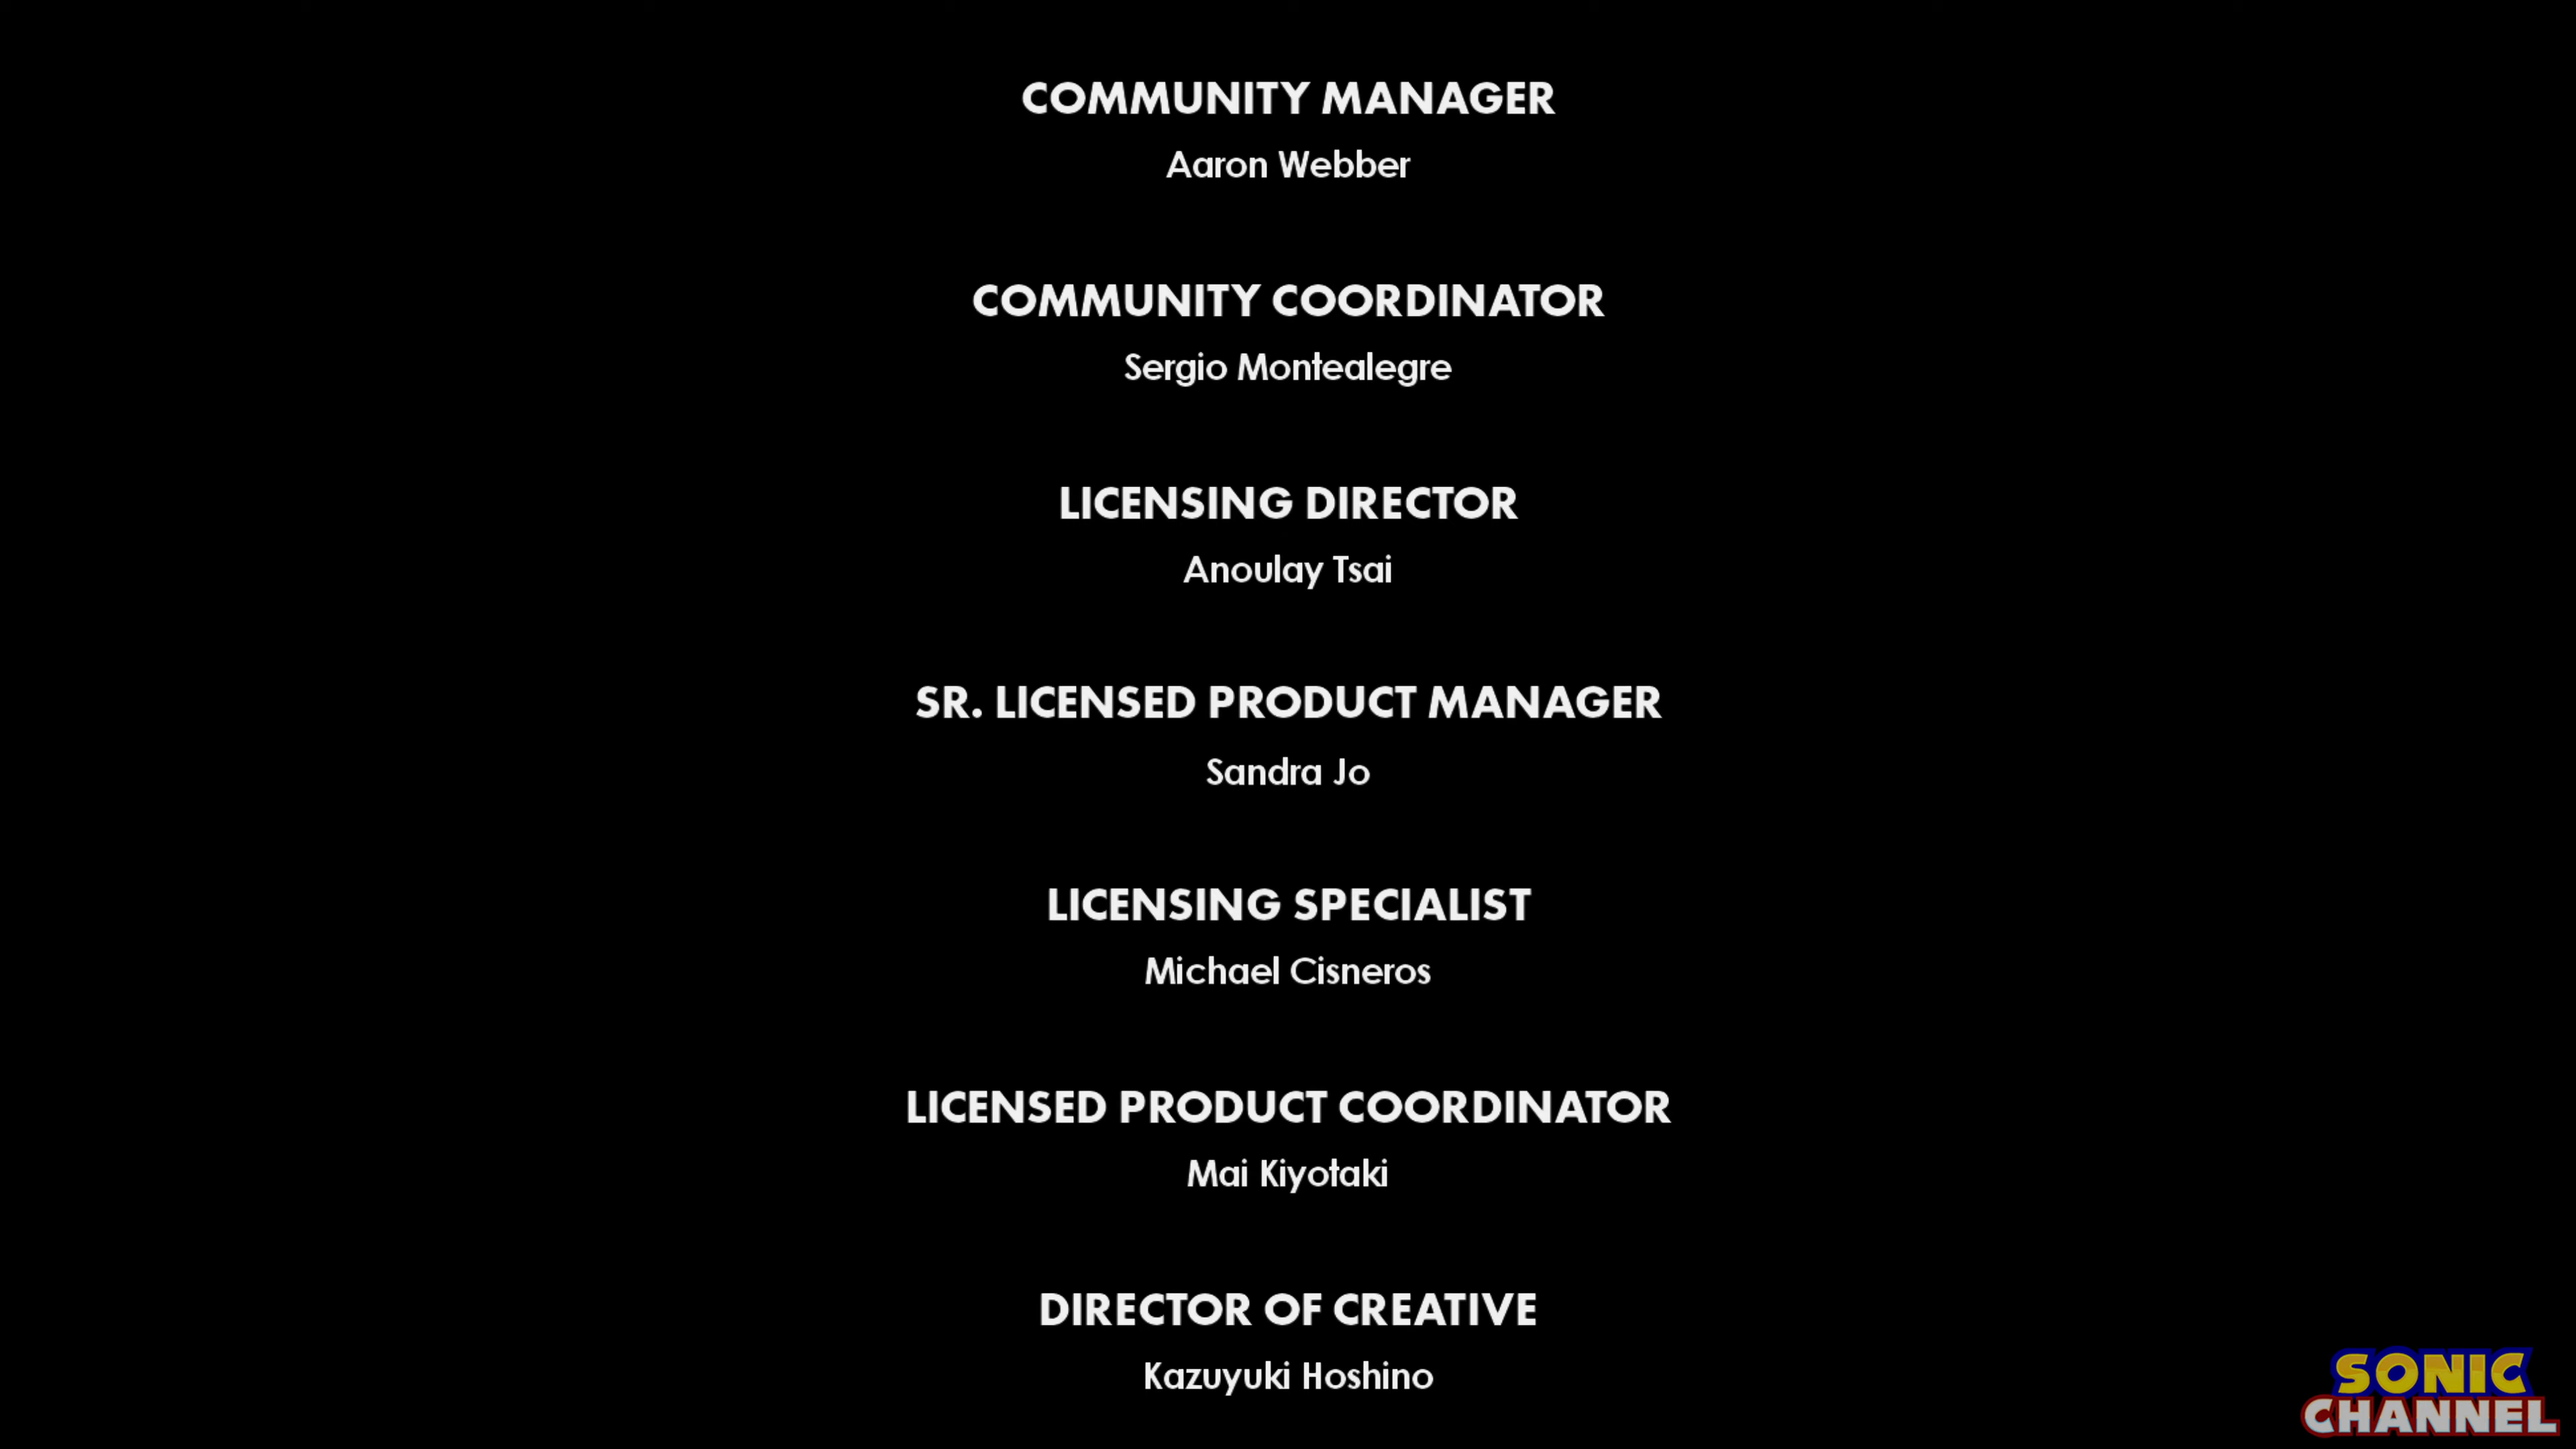 COMMUNITY MANAGER
Aaron Webber
COMMUNITY COORDINATOR
Sergio Montealegre
LICENSING DIRECTOR
Anoulay Tsai
SR. LICENSED PRODUCT MANAGER
Sandra Jo
LICENSING SPECIALIST
Michael Cisneros
LICENSED PRODUCT COORDINATOR
Mai Kiyotaki
DIRECTOR OF CREATIVE
Kazuyuki Hoshino
SONIC
CHANNEL